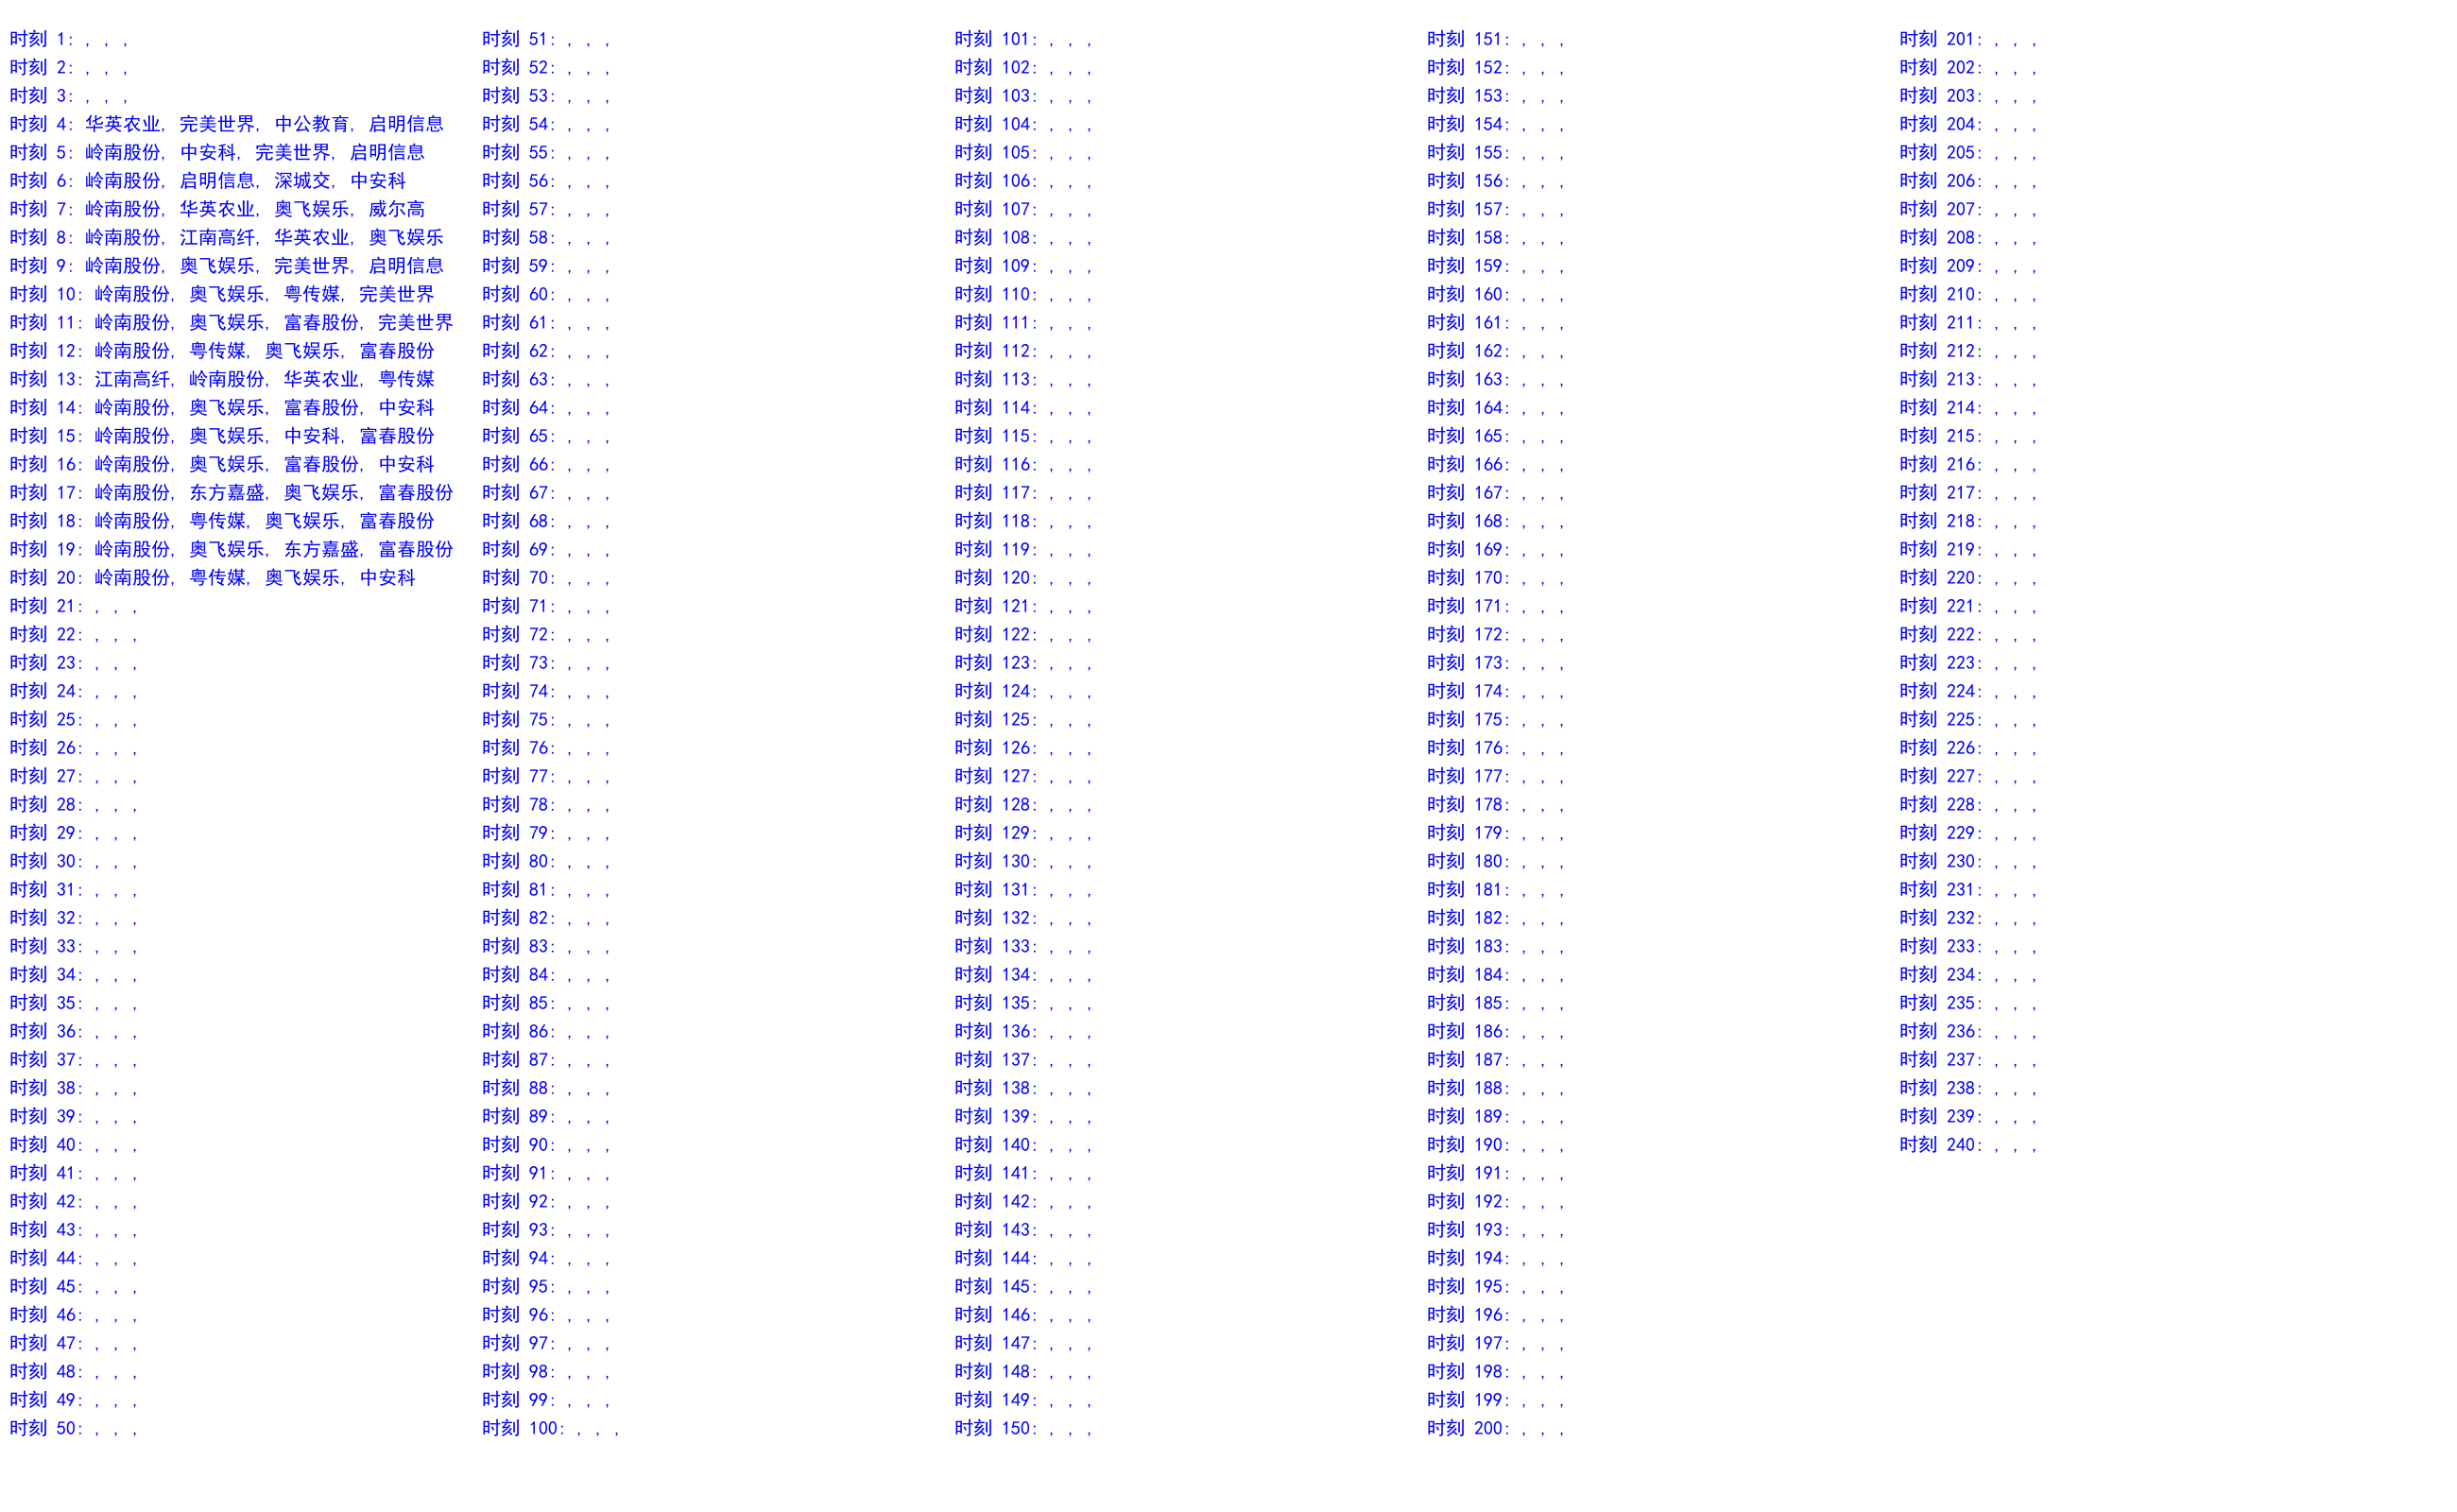 时刻 1: , , ,
时刻 2: , , ,
时刻 3: , , ,
时刻 4: 华英农业, 完美世界, 中公教育, 启明信息
时刻 5: 岭南股份, 中安科, 完美世界, 启明信息
时刻 6: 岭南股份, 启明信息, 深城交, 中安科
时刻 7: 岭南股份, 华英农业, 奥飞娱乐, 威尔高
时刻 8: 岭南股份, 江南高纤, 华英农业, 奥飞娱乐
时刻 9: 岭南股份, 奥飞娱乐, 完美世界, 启明信息
时刻 10: 岭南股份, 奥飞娱乐, 粤传媒, 完美世界
时刻 11: 岭南股份, 奥飞娱乐, 富春股份, 完美世界
时刻 12: 岭南股份, 粤传媒, 奥飞娱乐, 富春股份
时刻 13: 江南高纤, 岭南股份, 华英农业, 粤传媒
时刻 14: 岭南股份, 奥飞娱乐, 富春股份, 中安科
时刻 15: 岭南股份, 奥飞娱乐, 中安科, 富春股份
时刻 16: 岭南股份, 奥飞娱乐, 富春股份, 中安科
时刻 17: 岭南股份, 东方嘉盛, 奥飞娱乐, 富春股份
时刻 18: 岭南股份, 粤传媒, 奥飞娱乐, 富春股份
时刻 19: 岭南股份, 奥飞娱乐, 东方嘉盛, 富春股份
时刻 20: 岭南股份, 粤传媒, 奥飞娱乐, 中安科
时刻 21: , , ,
时刻 22: , , ,
时刻 23: , , ,
时刻 24: , , ,
时刻 25: , , ,
时刻 26: , , ,
时刻 27: , , ,
时刻 28: , , ,
时刻 29: , , ,
时刻 30: , , ,
时刻 31: , , ,
时刻 32: , , ,
时刻 33: , , ,
时刻 34: , , ,
时刻 35: , , ,
时刻 36: , , ,
时刻 37: , , ,
时刻 38: , , ,
时刻 39: , , ,
时刻 40: , , ,
时刻 41: , , ,
时刻 42: , , ,
时刻 43: , , ,
时刻 44: , , ,
时刻 45: , , ,
时刻 46: , , ,
时刻 47: , , ,
时刻 48: , , ,
时刻 49: , , ,
时刻 50: , , ,
时刻 51: , , ,
时刻 52: , , ,
时刻 53: , , ,
时刻 54: , , ,
时刻 55: , , ,
时刻 56: , , ,
时刻 57: , , ,
时刻 58: , , ,
时刻 59: , , ,
时刻 60: , , ,
时刻 61: , , ,
时刻 62: , , ,
时刻 63: , , ,
时刻 64: , , ,
时刻 65: , , ,
时刻 66: , , ,
时刻 67: , , ,
时刻 68: , , ,
时刻 69: , , ,
时刻 70: , , ,
时刻 71: , , ,
时刻 72: , , ,
时刻 73: , , ,
时刻 74: , , ,
时刻 75: , , ,
时刻 76: , , ,
时刻 77: , , ,
时刻 78: , , ,
时刻 79: , , ,
时刻 80: , , ,
时刻 81: , , ,
时刻 82: , , ,
时刻 83: , , ,
时刻 84: , , ,
时刻 85: , , ,
时刻 86: , , ,
时刻 87: , , ,
时刻 88: , , ,
时刻 89: , , ,
时刻 90: , , ,
时刻 91: , , ,
时刻 92: , , ,
时刻 93: , , ,
时刻 94: , , ,
时刻 95: , , ,
时刻 96: , , ,
时刻 97: , , ,
时刻 98: , , ,
时刻 99: , , ,
时刻 100: , , ,
时刻 101: , , ,
时刻 102: , , ,
时刻 103: , , ,
时刻 104: , , ,
时刻 105: , , ,
时刻 106: , , ,
时刻 107: , , ,
时刻 108: , , ,
时刻 109: , , ,
时刻 110: , , ,
时刻 111: , , ,
时刻 112: , , ,
时刻 113: , , ,
时刻 114: , , ,
时刻 115: , , ,
时刻 116: , , ,
时刻 117: , , ,
时刻 118: , , ,
时刻 119: , , ,
时刻 120: , , ,
时刻 121: , , ,
时刻 122: , , ,
时刻 123: , , ,
时刻 124: , , ,
时刻 125: , , ,
时刻 126: , , ,
时刻 127: , , ,
时刻 128: , , ,
时刻 129: , , ,
时刻 130: , , ,
时刻 131: , , ,
时刻 132: , , ,
时刻 133: , , ,
时刻 134: , , ,
时刻 135: , , ,
时刻 136: , , ,
时刻 137: , , ,
时刻 138: , , ,
时刻 139: , , ,
时刻 140: , , ,
时刻 141: , , ,
时刻 142: , , ,
时刻 143: , , ,
时刻 144: , , ,
时刻 145: , , ,
时刻 146: , , ,
时刻 147: , , ,
时刻 148: , , ,
时刻 149: , , ,
时刻 150: , , ,
时刻 151: , , ,
时刻 152: , , ,
时刻 153: , , ,
时刻 154: , , ,
时刻 155: , , ,
时刻 156: , , ,
时刻 157: , , ,
时刻 158: , , ,
时刻 159: , , ,
时刻 160: , , ,
时刻 161: , , ,
时刻 162: , , ,
时刻 163: , , ,
时刻 164: , , ,
时刻 165: , , ,
时刻 166: , , ,
时刻 167: , , ,
时刻 168: , , ,
时刻 169: , , ,
时刻 170: , , ,
时刻 171: , , ,
时刻 172: , , ,
时刻 173: , , ,
时刻 174: , , ,
时刻 175: , , ,
时刻 176: , , ,
时刻 177: , , ,
时刻 178: , , ,
时刻 179: , , ,
时刻 180: , , ,
时刻 181: , , ,
时刻 182: , , ,
时刻 183: , , ,
时刻 184: , , ,
时刻 185: , , ,
时刻 186: , , ,
时刻 187: , , ,
时刻 188: , , ,
时刻 189: , , ,
时刻 190: , , ,
时刻 191: , , ,
时刻 192: , , ,
时刻 193: , , ,
时刻 194: , , ,
时刻 195: , , ,
时刻 196: , , ,
时刻 197: , , ,
时刻 198: , , ,
时刻 199: , , ,
时刻 200: , , ,
时刻 201: , , ,
时刻 202: , , ,
时刻 203: , , ,
时刻 204: , , ,
时刻 205: , , ,
时刻 206: , , ,
时刻 207: , , ,
时刻 208: , , ,
时刻 209: , , ,
时刻 210: , , ,
时刻 211: , , ,
时刻 212: , , ,
时刻 213: , , ,
时刻 214: , , ,
时刻 215: , , ,
时刻 216: , , ,
时刻 217: , , ,
时刻 218: , , ,
时刻 219: , , ,
时刻 220: , , ,
时刻 221: , , ,
时刻 222: , , ,
时刻 223: , , ,
时刻 224: , , ,
时刻 225: , , ,
时刻 226: , , ,
时刻 227: , , ,
时刻 228: , , ,
时刻 229: , , ,
时刻 230: , , ,
时刻 231: , , ,
时刻 232: , , ,
时刻 233: , , ,
时刻 234: , , ,
时刻 235: , , ,
时刻 236: , , ,
时刻 237: , , ,
时刻 238: , , ,
时刻 239: , , ,
时刻 240: , , ,